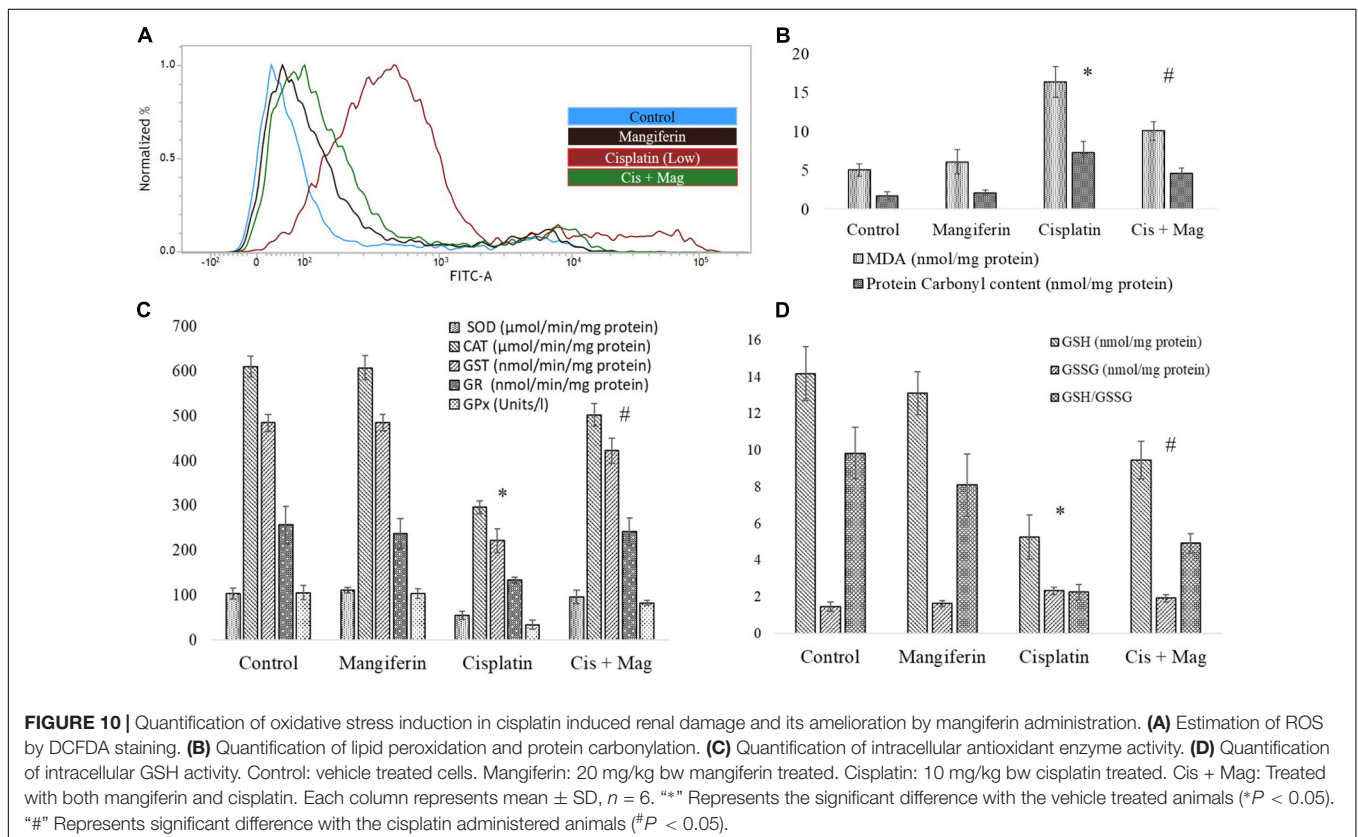 A
Normalized %
1.0
0.5
0.0
-10² 0 10² 10³ 10⁴ 10⁵
FITC-A
Control
Mangiferin
Cisplatin (Low)
Cis + Mag
B
20
15
10
5
0
Control Mangiferin Cisplatin Cis + Mag
* #
MDA (nmol/mg protein)
Protein Carbonyl content (nmol/mg protein)
C
700
600
500
400
300
200
100
0
SOD (µmol/min/mg protein)
CAT (µmol/min/mg protein)
GST (nmol/min/mg protein)
GR (nmol/min/mg protein)
GPx (Units/l)
* #
Control Mangiferin Cisplatin Cis + Mag
D
16
14
12
10
8
6
4
2
0
GSH (nmol/mg protein)
GSSG (nmol/mg protein)
GSH/GSSG
* #
Control Mangiferin Cisplatin Cis + Mag
FIGURE 10 | Quantification of oxidative stress induction in cisplatin induced renal damage and its amelioration by mangiferin administration. (A) Estimation of ROS
by DCFDA staining. (B) Quantification of lipid peroxidation and protein carbonylation. (C) Quantification of intracellular antioxidant enzyme activity. (D) Quantification
of intracellular GSH activity. Control: vehicle treated cells. Mangiferin: 20 mg/kg bw mangiferin treated. Cisplatin: 10 mg/kg bw cisplatin treated. Cis + Mag: Treated
with both mangiferin and cisplatin. Each column represents mean ± SD, n = 6. “*” Represents the significant difference with the vehicle treated animals (*P < 0.05).
“#” Represents significant difference with the cisplatin administered animals (#P < 0.05).